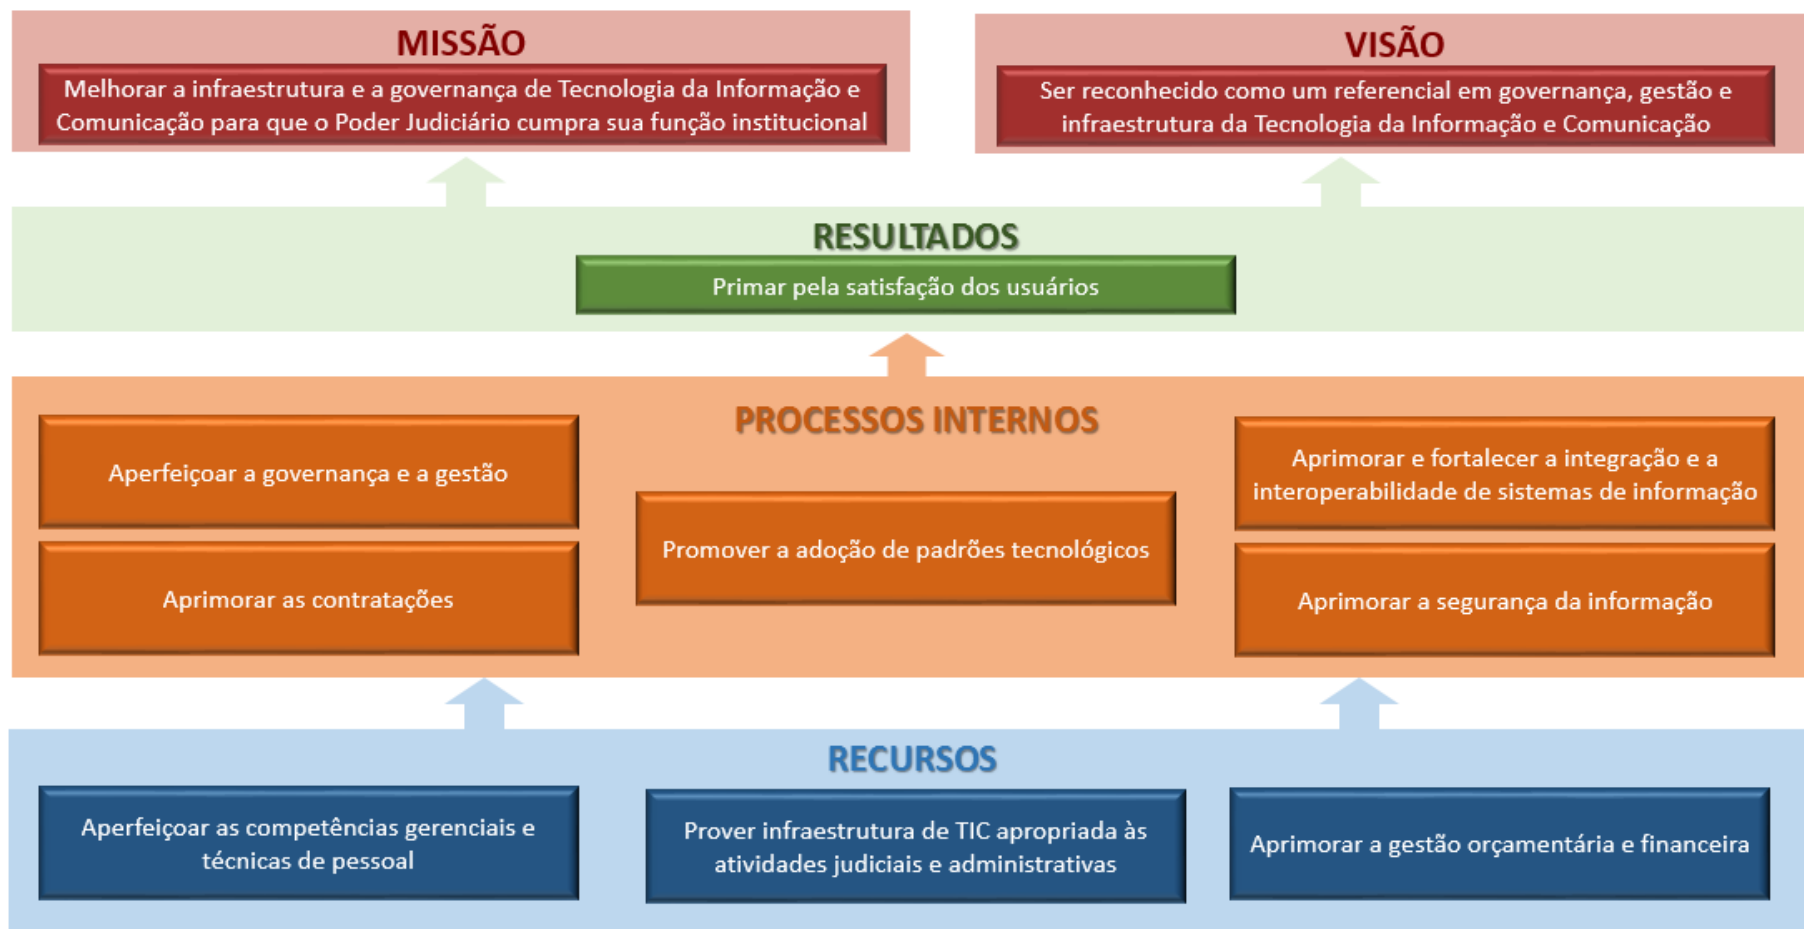 MISSÃO
Melhorar a infraestrutura e a governança de Tecnologia da Informação e
Comunicação para que o Poder Judiciário cumpra sua função institucional
VISÃO
Ser reconhecido como um referencial em governança, gestão e
infraestrutura da Tecnologia da Informação e Comunicação
RESULTADOS
Primar pela satisfação dos usuários
PROCESSOS INTERNOS
Aperfeiçoar a governança e a gestão
Aprimorar as contratações
Promover a adoção de padrões tecnológicos
Aprimorar e fortalecer a integração e a
interoperabilidade de sistemas de informação
Aprimorar a segurança da informação
RECURSOS
Aperfeiçoar as competências gerenciais e
técnicas de pessoal
Prover infraestrutura de TIC apropriada às
atividades judiciais e administrativas
Aprimorar a gestão orçamentária e financeira